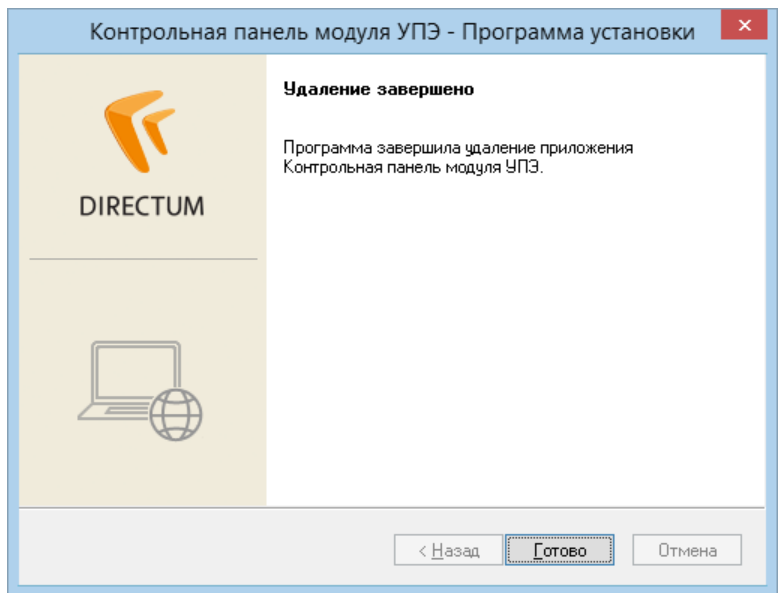 Контрольная панель модуля УПЭ - Программа установки
Удаление завершено
Программа завершила удаление приложения
Контрольная панель модуля УПЭ.
DIRECTUM
< Назад
Готово
Отмена